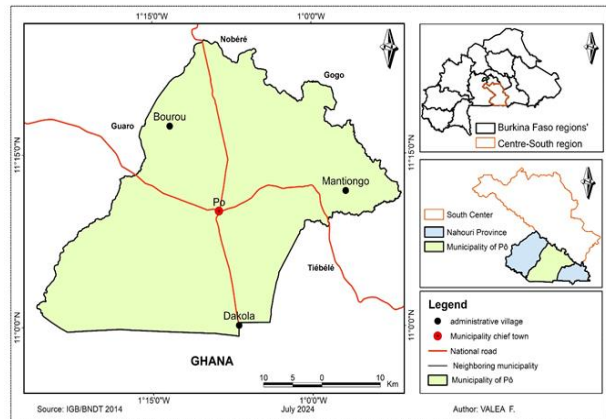 1°15'0"W
1°0'0"W
Nobéré
Gogo
Guaro
Bourou
11°15'0"N
11°15'0"N
Mantiongo
Pô
Tiébélé
Dakola
11°0'0"N
11°0'0"N
GHANA
10 5 0 10
Km
1°15'0"W
1°0'0"W
Source: IGB/BNDT 2014
July 2024
Author: VALEA F.
Burkina Faso regions'
Centre-South region
South Center
Nahouri Province
Municipality of Pô
Legend
administrative village
Municipality chief town
National road
Neighboring municipality
Municipality of Pô